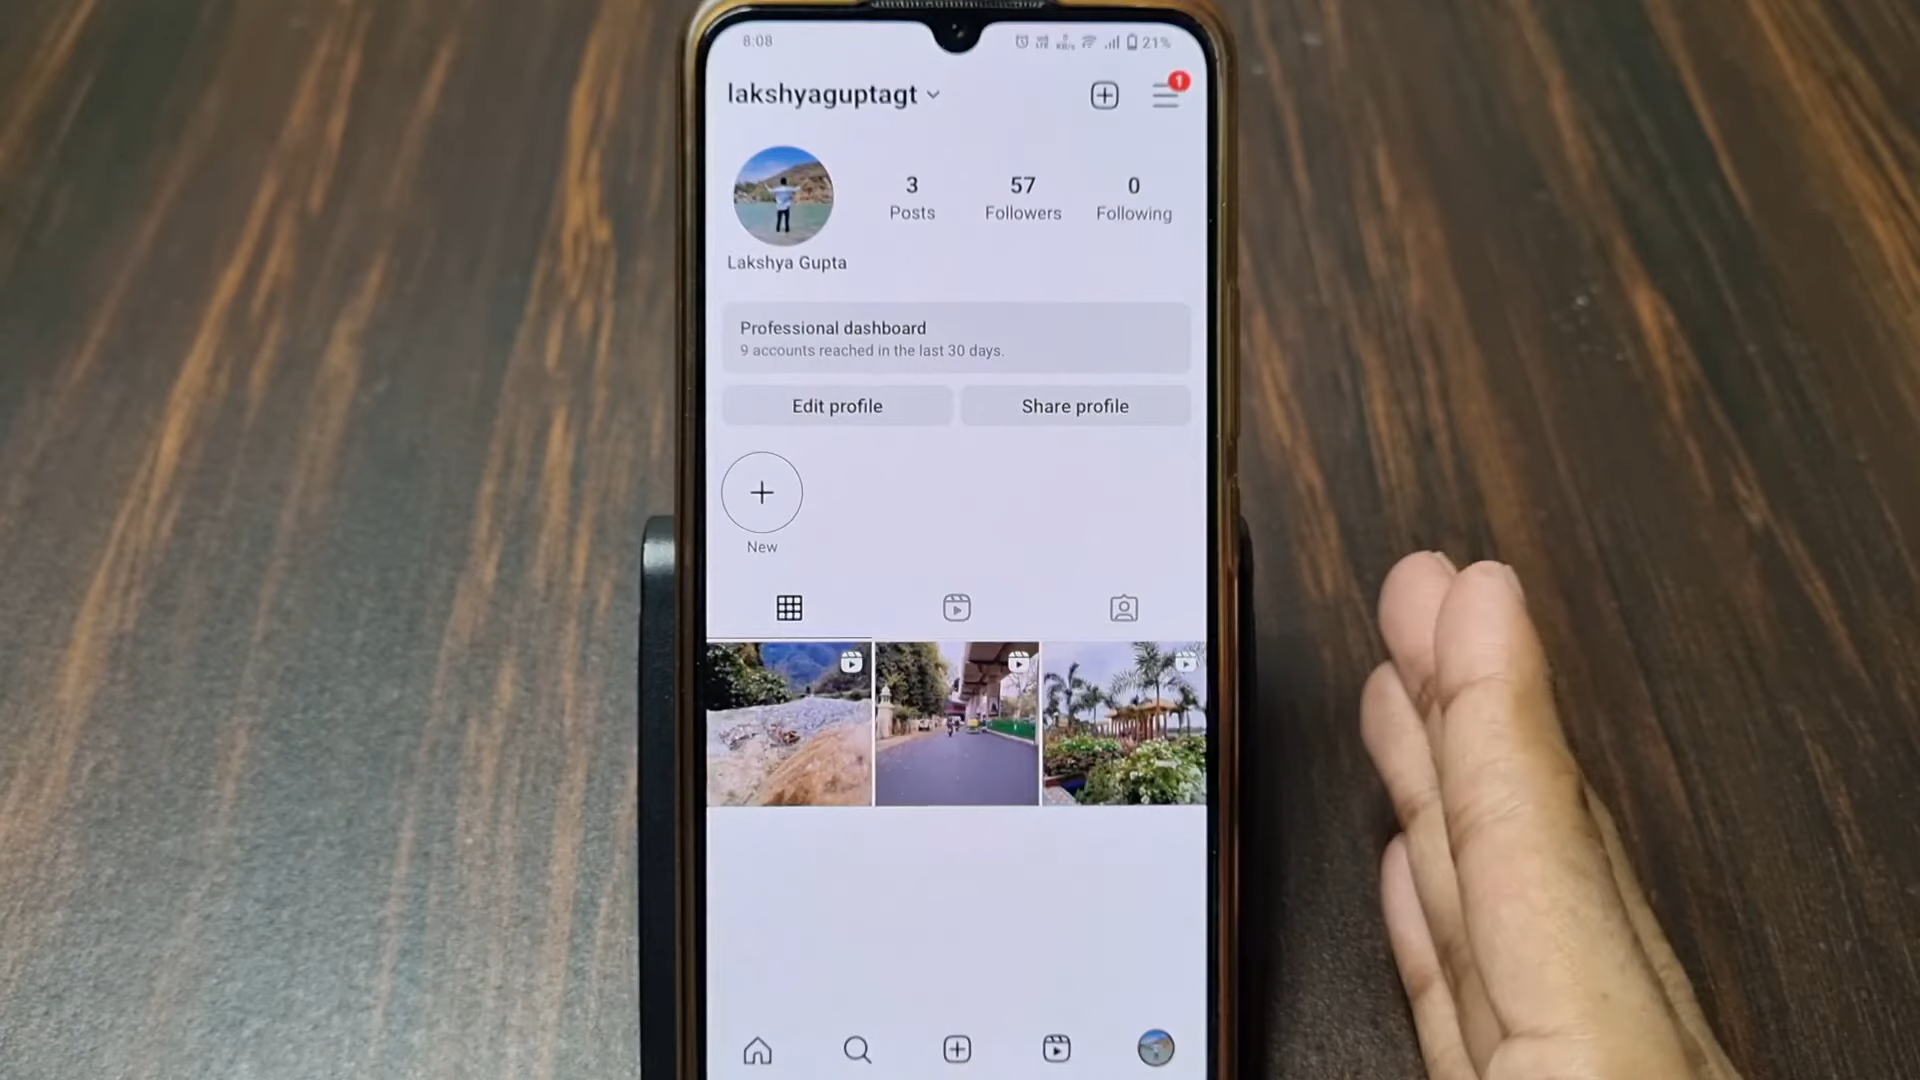 8:08
21%
lakshyaguptagt
1
3
57
0
Posts
Followers
Following
Lakshya Gupta
Professional dashboard
9 accounts reached in the last 30 days.
Edit profile
Share profile
New